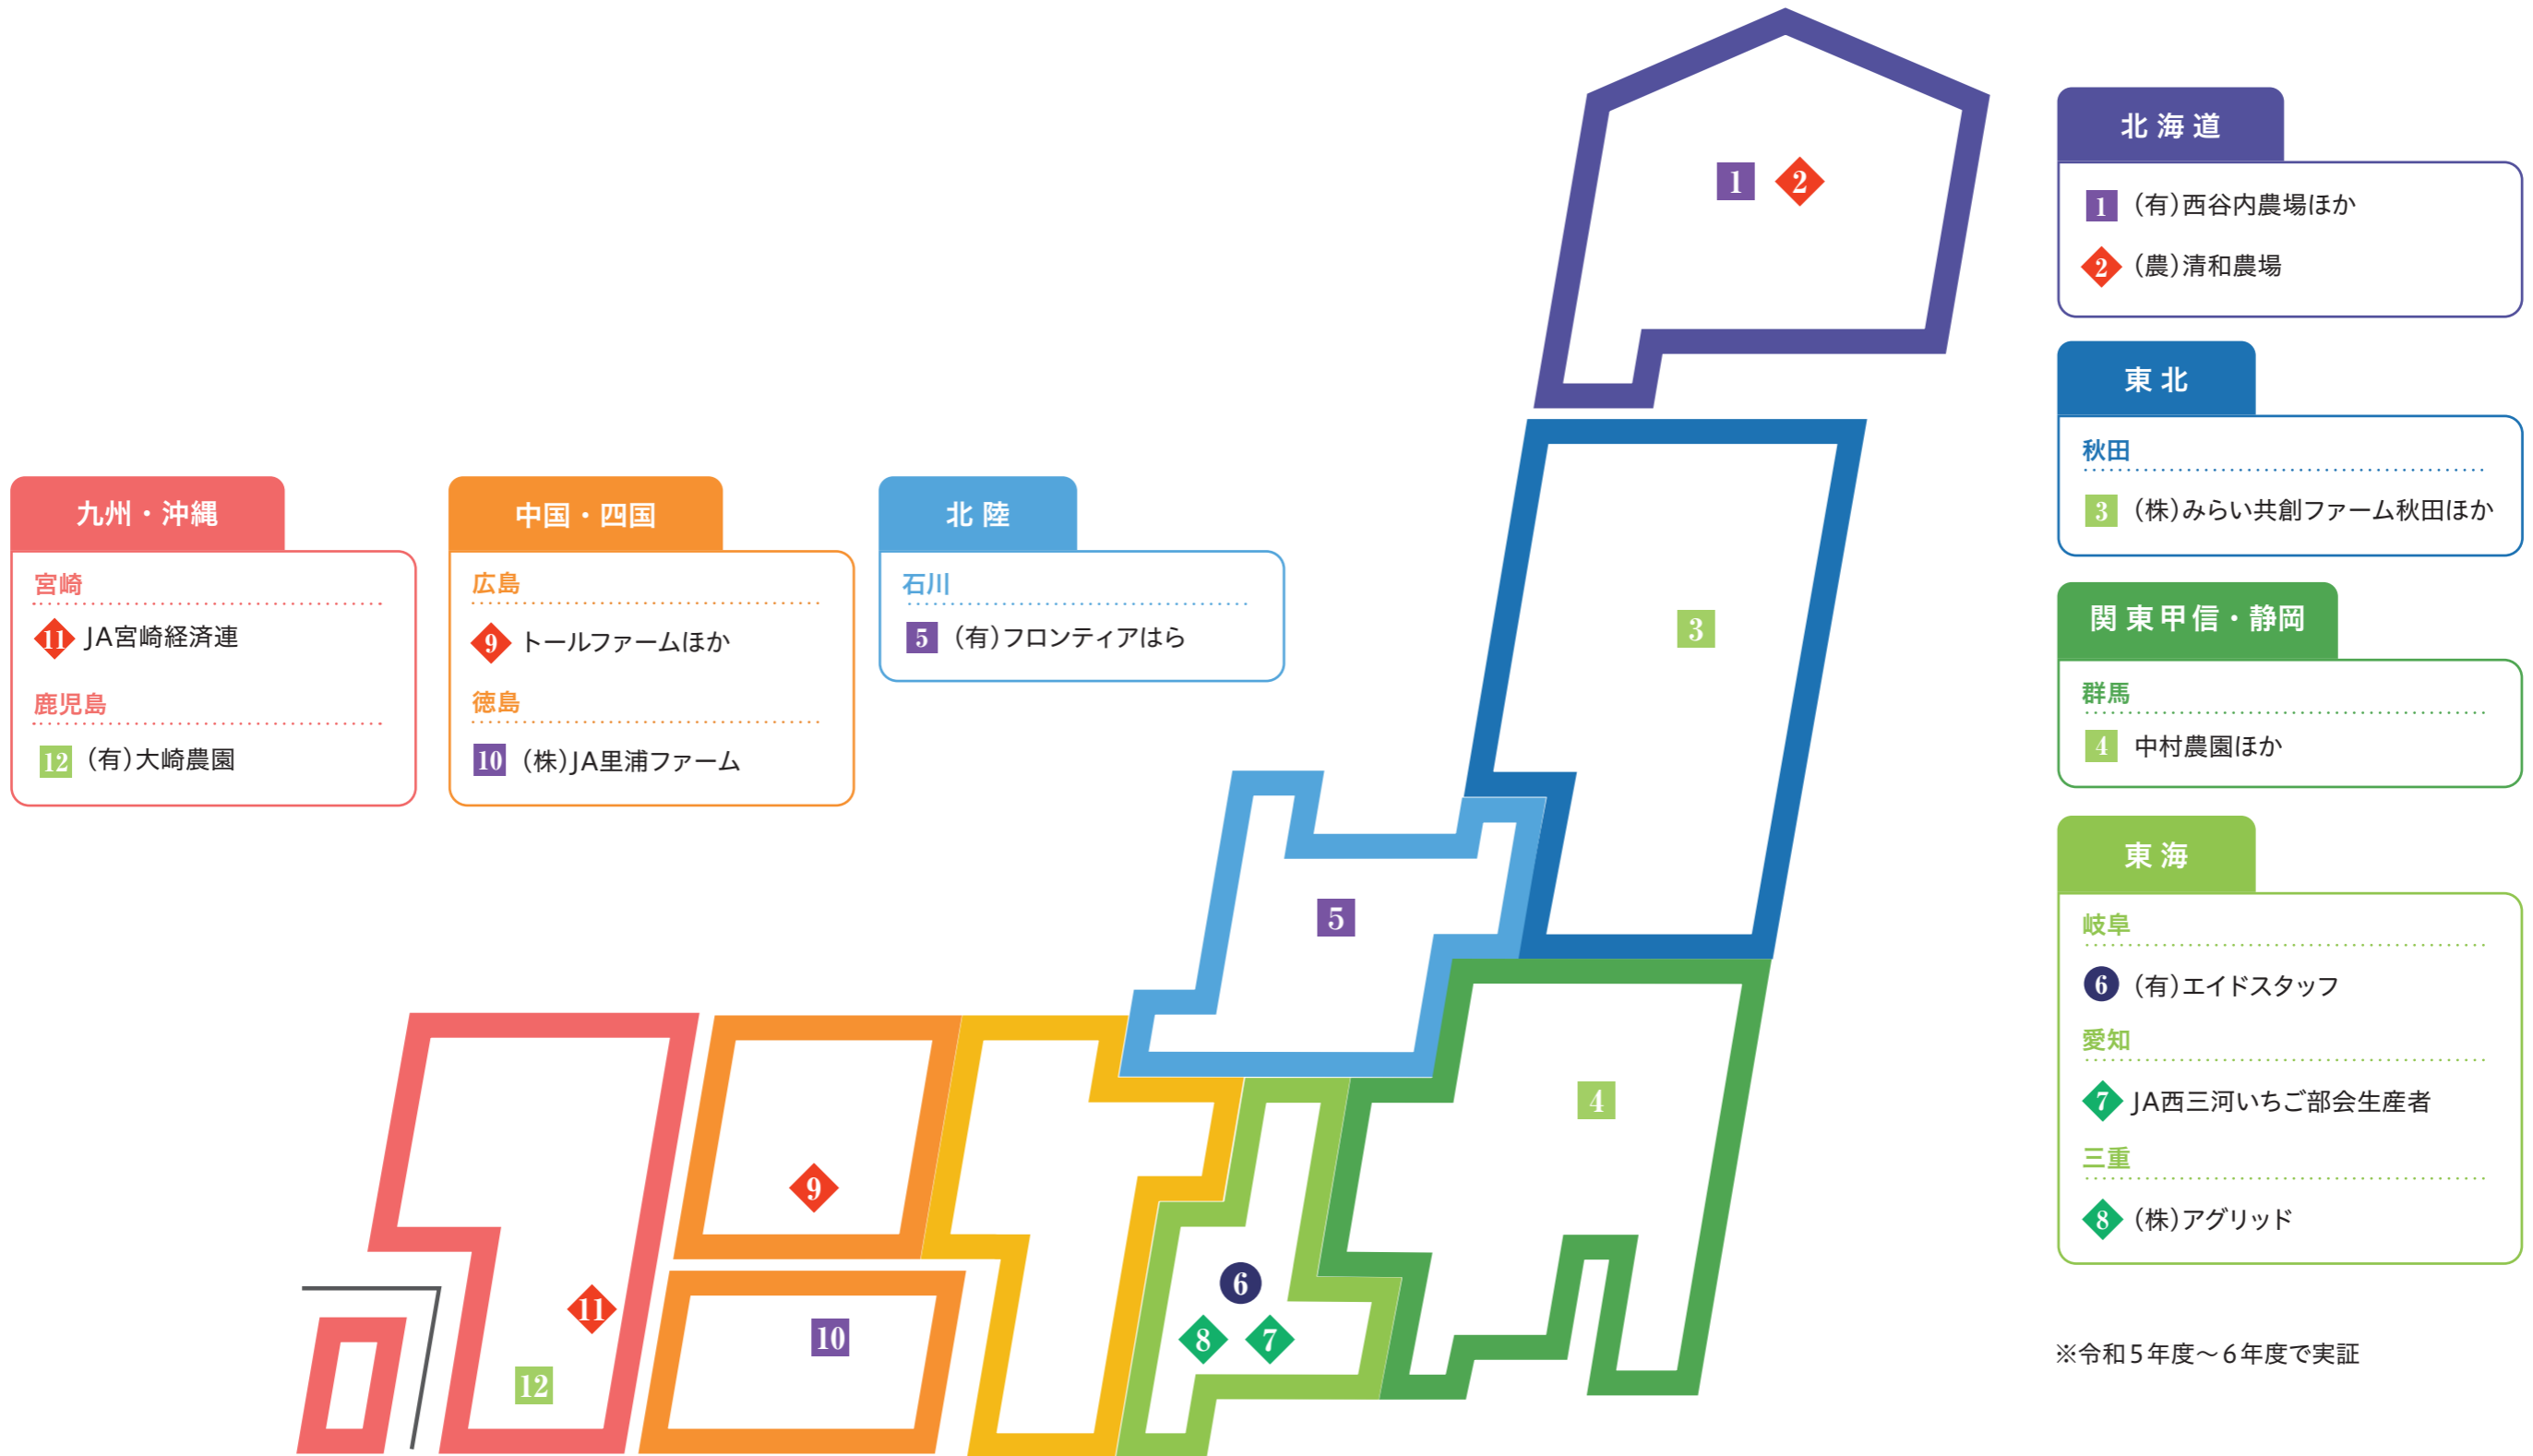 北海道
1 （有）西谷内農場ほか
2 （農）清和農場
東北
秋田
3 （株）みらい共創ファーム秋田ほか
関東甲信・静岡
群馬
4 中村農園ほか
東海
岐阜
6 （有）エイドスタッフ
愛知
7 JA西三河いちご部会生産者
三重
8 （株）アグリッド
北陸
石川
5 （有）フロンティアはら
中国・四国
広島
9 トールファームほか
徳島
10 （株）JA里浦ファーム
九州・沖縄
宮崎
11 JA宮崎経済連
鹿児島
12 （有）大崎農園
1 2
3
5
4
9
6
11
10
8 7
12
※令和5年度～6年度で実証